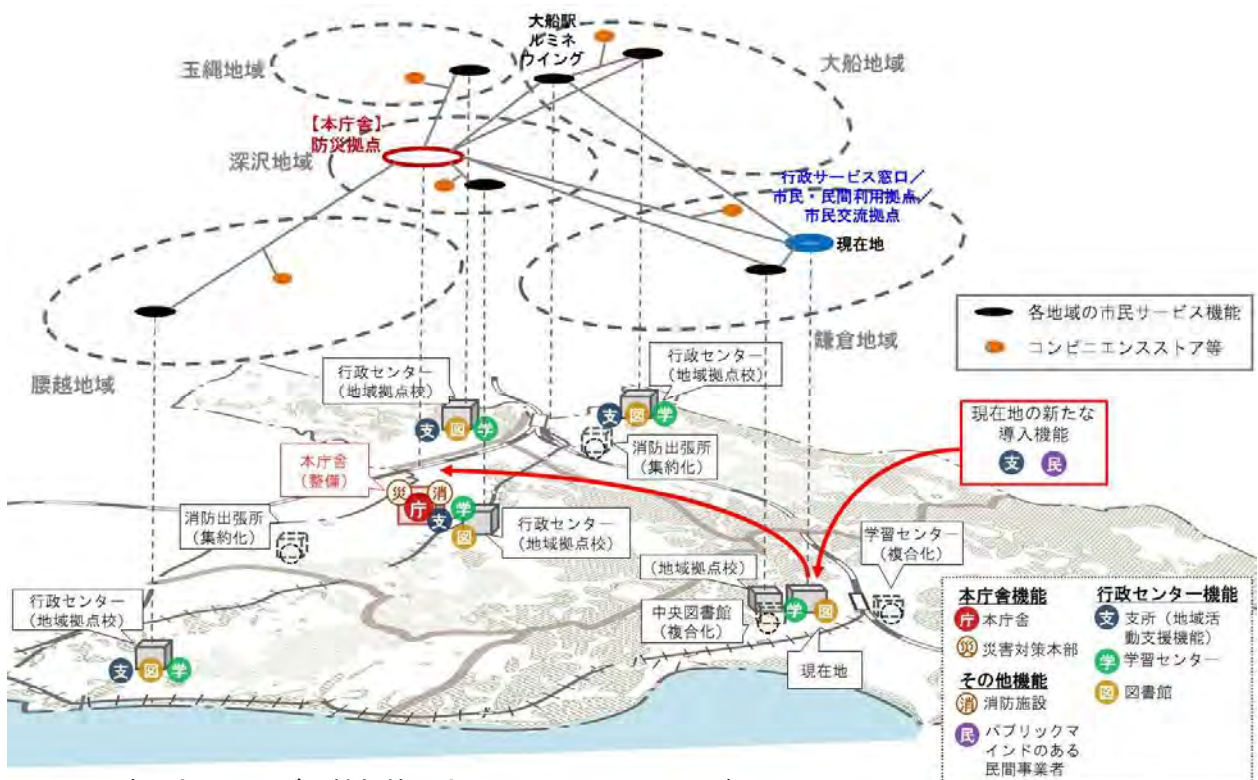 大船駅
ルミネ
ウイング
玉縄地域
大船地域
【本庁舎】
防災拠点
深沢地域
行政サービス窓口／
市民・民間利用拠点／
市民交流拠点
現在地
各地域の市民サービス機能
コンビニエンスストア等
鎌倉地域
腰越地域
行政センター
（地域拠点校）
支
図
学
行政センター
（地域拠点校）
支
図
学
消防出張所
（集約化）
現在地の新たな
導入機能
支
民
本庁舎
（整備）
災
消
庁
支
学
図
行政センター
（地域拠点校）
消防出張所
（集約化）
学習センター
（複合化）
（地域拠点校）
中央図書館
（複合化）
学
図
現在地
行政センター
（地域拠点校）
支
図
学
本庁舎機能
庁 本庁舎
災 災害対策本部
その他機能
消 消防施設
民 パブリックマ
インドのある
民間事業者
行政センター機能
支 支所（地域活
動支援機能）
学 学習センター
図 図書館